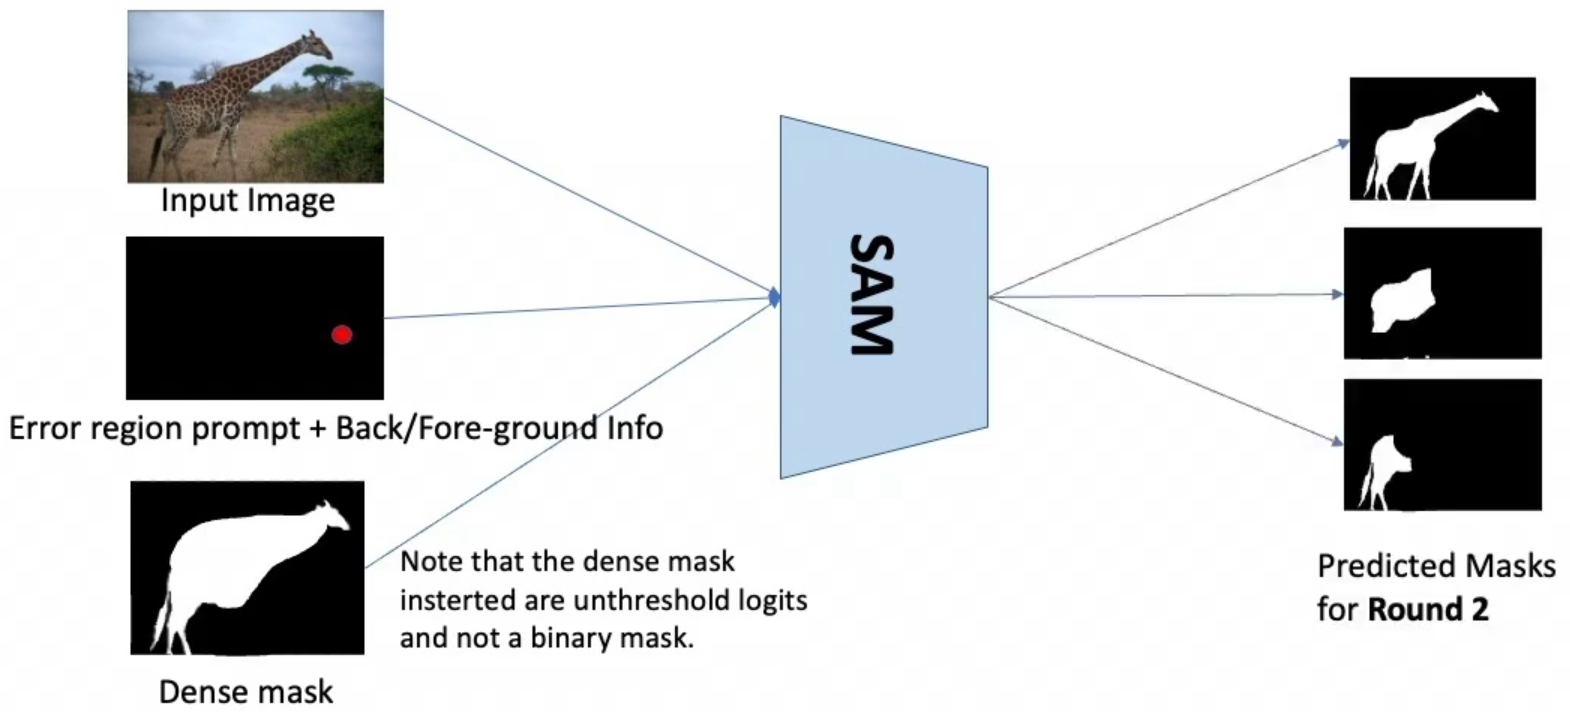 Input Image
Error region prompt + Back/Fore-ground Info
Note that the dense mask
insterted are unthreshold logits
and not a binary mask.
Dense mask
SAM
Predicted Masks
for Round 2